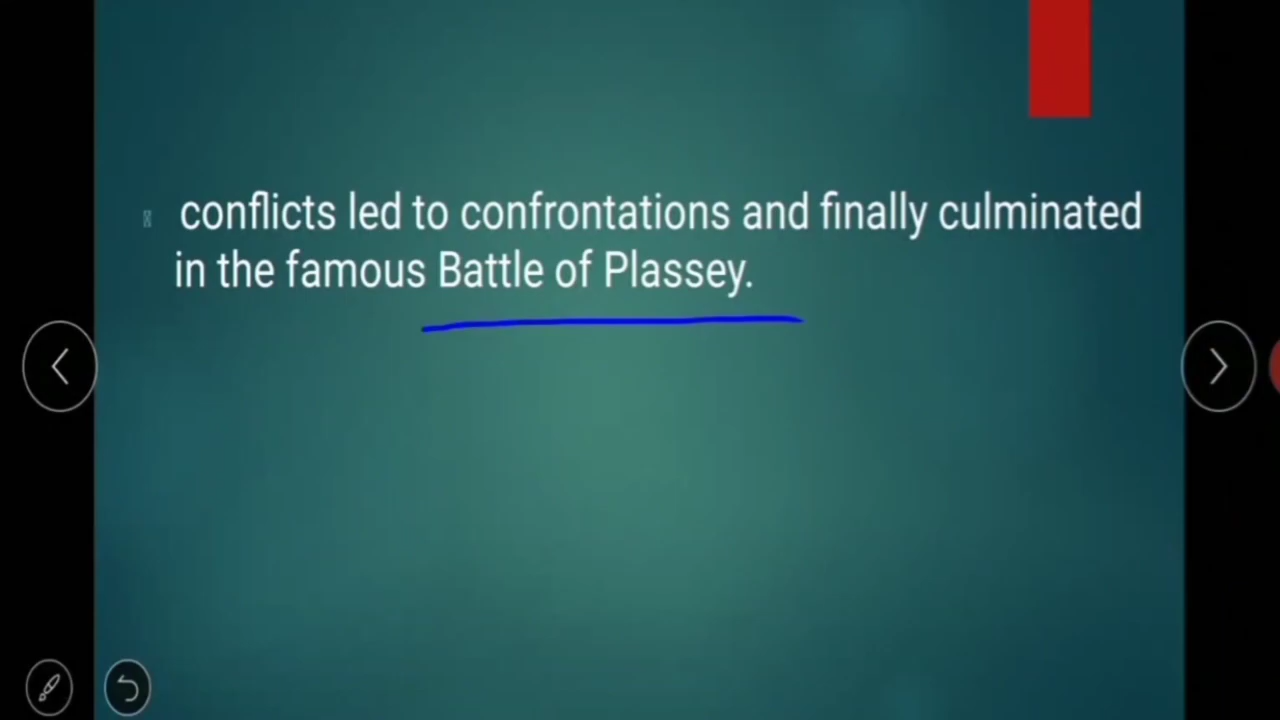 conflicts led to confrontations and finally culminated
in the famous Battle of Plassey.